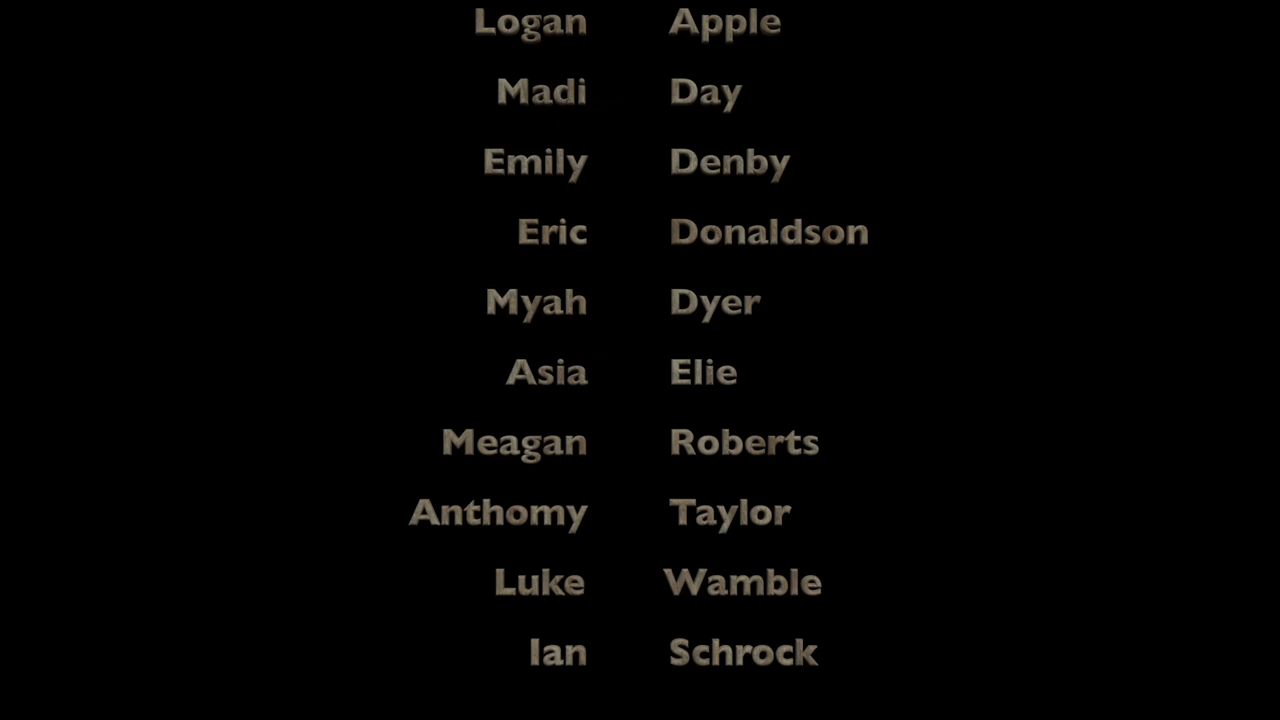 Logan Apple
Madi Day
Emily Denby
Eric Donaldson
Myah Dyer
Asia Elie
Meagan Roberts
Anthomy Taylor
Luke Wamble
Ian Schrock